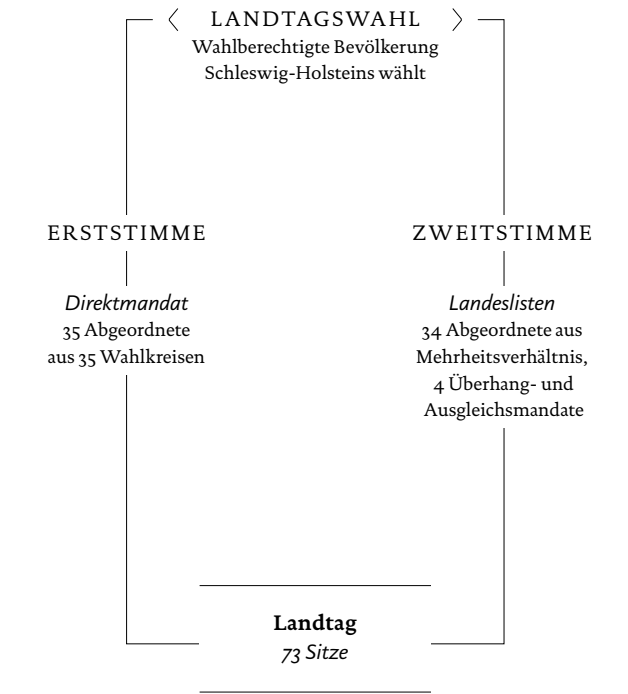 LANDTAGSWAHL
Wahlberechtigte Bevölkerung
Schleswig-Holsteins wählt
ERSTSTIMME
Direktmandat
35 Abgeordnete
aus 35 Wahlkreisen
ZWEITSTIMME
Landeslisten
34 Abgeordnete aus
Mehrheitsverhältnis,
4 Überhang- und
Ausgleichsmandate
Landtag
73 Sitze